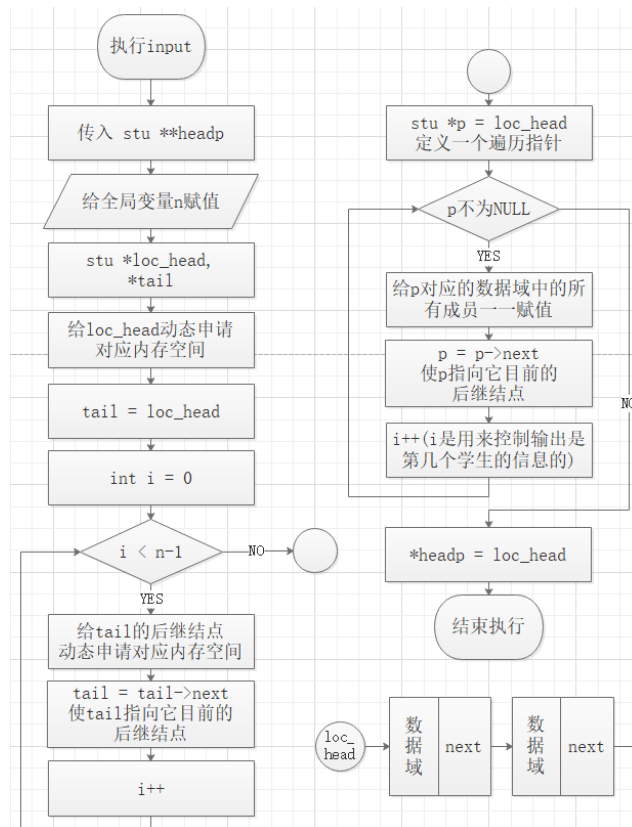 执行input
传入 stu **headp
给全局变量n赋值
stu *loc_head,
*tail
给loc_head动态申请
对应内存空间
tail = loc_head
int i = 0
i < n-1
NO
YES
给tail的后继结点
动态申请对应内存空间
tail = tail->next
使tail指向它目前的
后继结点
i++
stu *p = loc_head
定义一个遍历指针
p不为NULL
YES
给p对应的数据域中的所
有成员一一赋值
p = p->next
使p指向它目前的
后继结点
NO
i++(i是用来控制输出是
第几个学生的信息的)
*headp = loc_head
结束执行
loc_
head
数据域
next
数据域
next